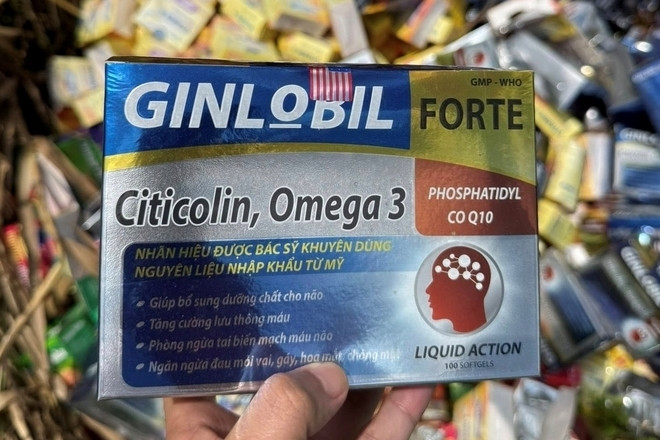 GMP - WHO
GINLOBIL FORTE
Citicolin, Omega 3
PHOSPHATIDYL
CO Q10
NHÃN HIỆU ĐƯỢC BÁC SỸ KHUYÊN DÙNG
NGUYÊN LIỆU NHẬP KHẨU TỪ MỸ
• Giúp bổ sung dưỡng chất cho não
• Tăng cường lưu thông máu
• Phòng ngừa tai biến mạch máu não
• Ngăn ngừa đau mỏi vai, gáy, hoa mắt, chóng mặt
LIQUID ACTION
100 SOFTGELS